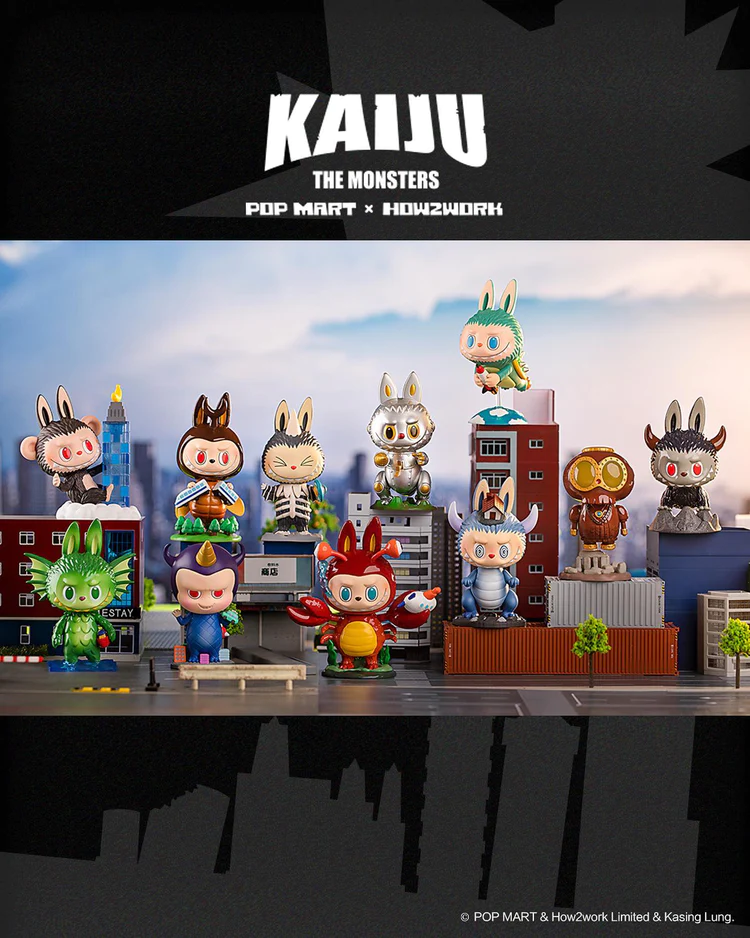 KAIJU
THE MONSTERS
POP MART × HOW2WORK
商店
ESTAY
© POP MART & How2work Limited & Kasing Lung.